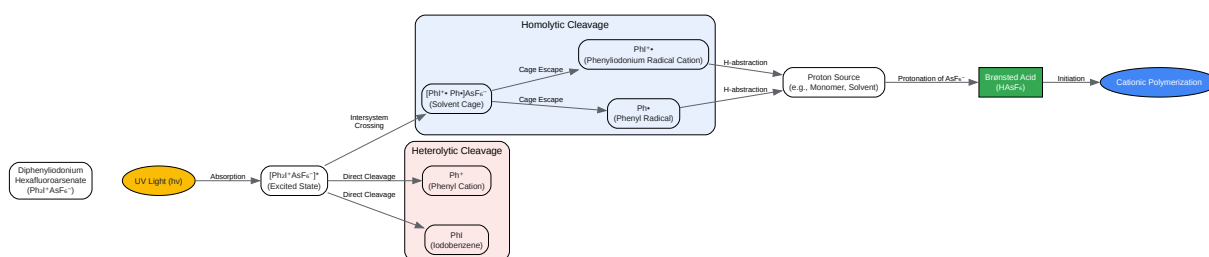 Homolytic Cleavage
PhI⁺•
(Phenyliodonium Radical Cation)
Cage Escape
H-abstraction
[PhI⁺• Ph•]AsF₆⁻
(Solvent Cage)
Cage Escape
Ph•
(Phenyl Radical)
H-abstraction
Proton Source
(e.g., Monomer, Solvent)
Protonation of AsF₆⁻
Brønsted Acid
(HAsF₆)
Initiation
Cationic Polymerization
Intersystem
Crossing
Heterolytic Cleavage
Diphenyliodonium
Hexafluoroarsenate
(Ph₂I⁺AsF₆⁻)
UV Light (hν)
Absorption
[Ph₂I⁺AsF₆⁻]*
(Excited State)
Direct Cleavage
Ph⁺
(Phenyl Cation)
Direct Cleavage
PhI
(Iodobenzene)